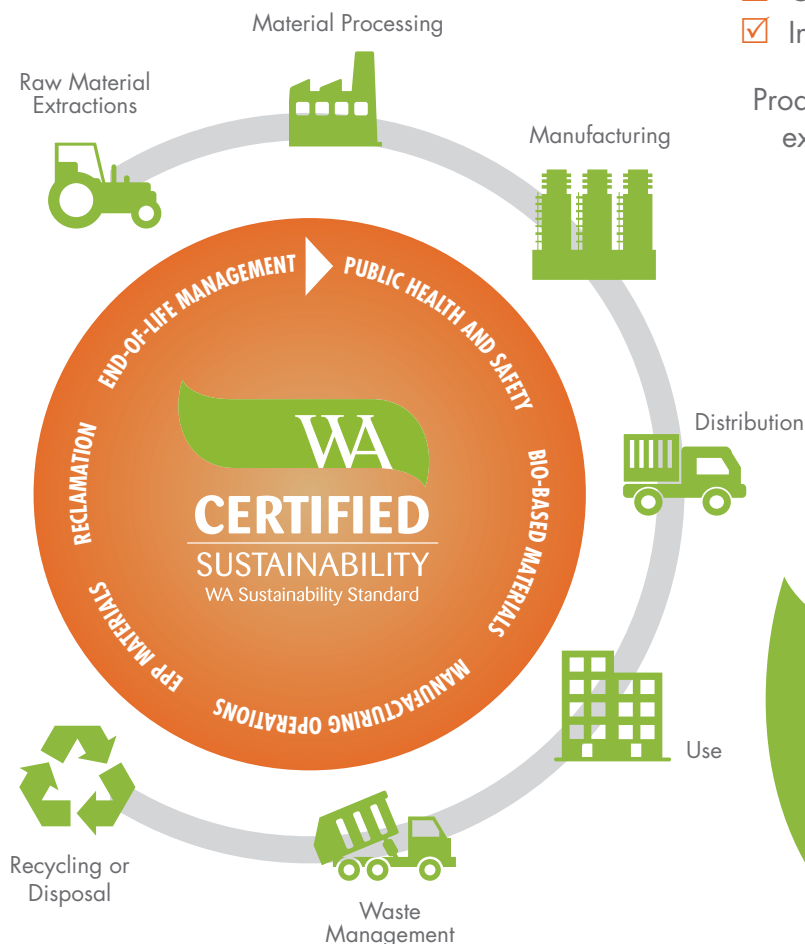 Material Processing
Raw Material
Extractions
Manufacturing
Distribution
Use
Waste
Management
Recycling or
Disposal
PUBLIC HEALTH AND SAFETY
BIO-BASED MATERIALS
MANUFACTURING OPERATIONS
EPP MATERIALS
RECLAMATION
END-OF-LIFE MANAGEMENT
WA
CERTIFIED
SUSTAINABILITY
WA Sustainability Standard